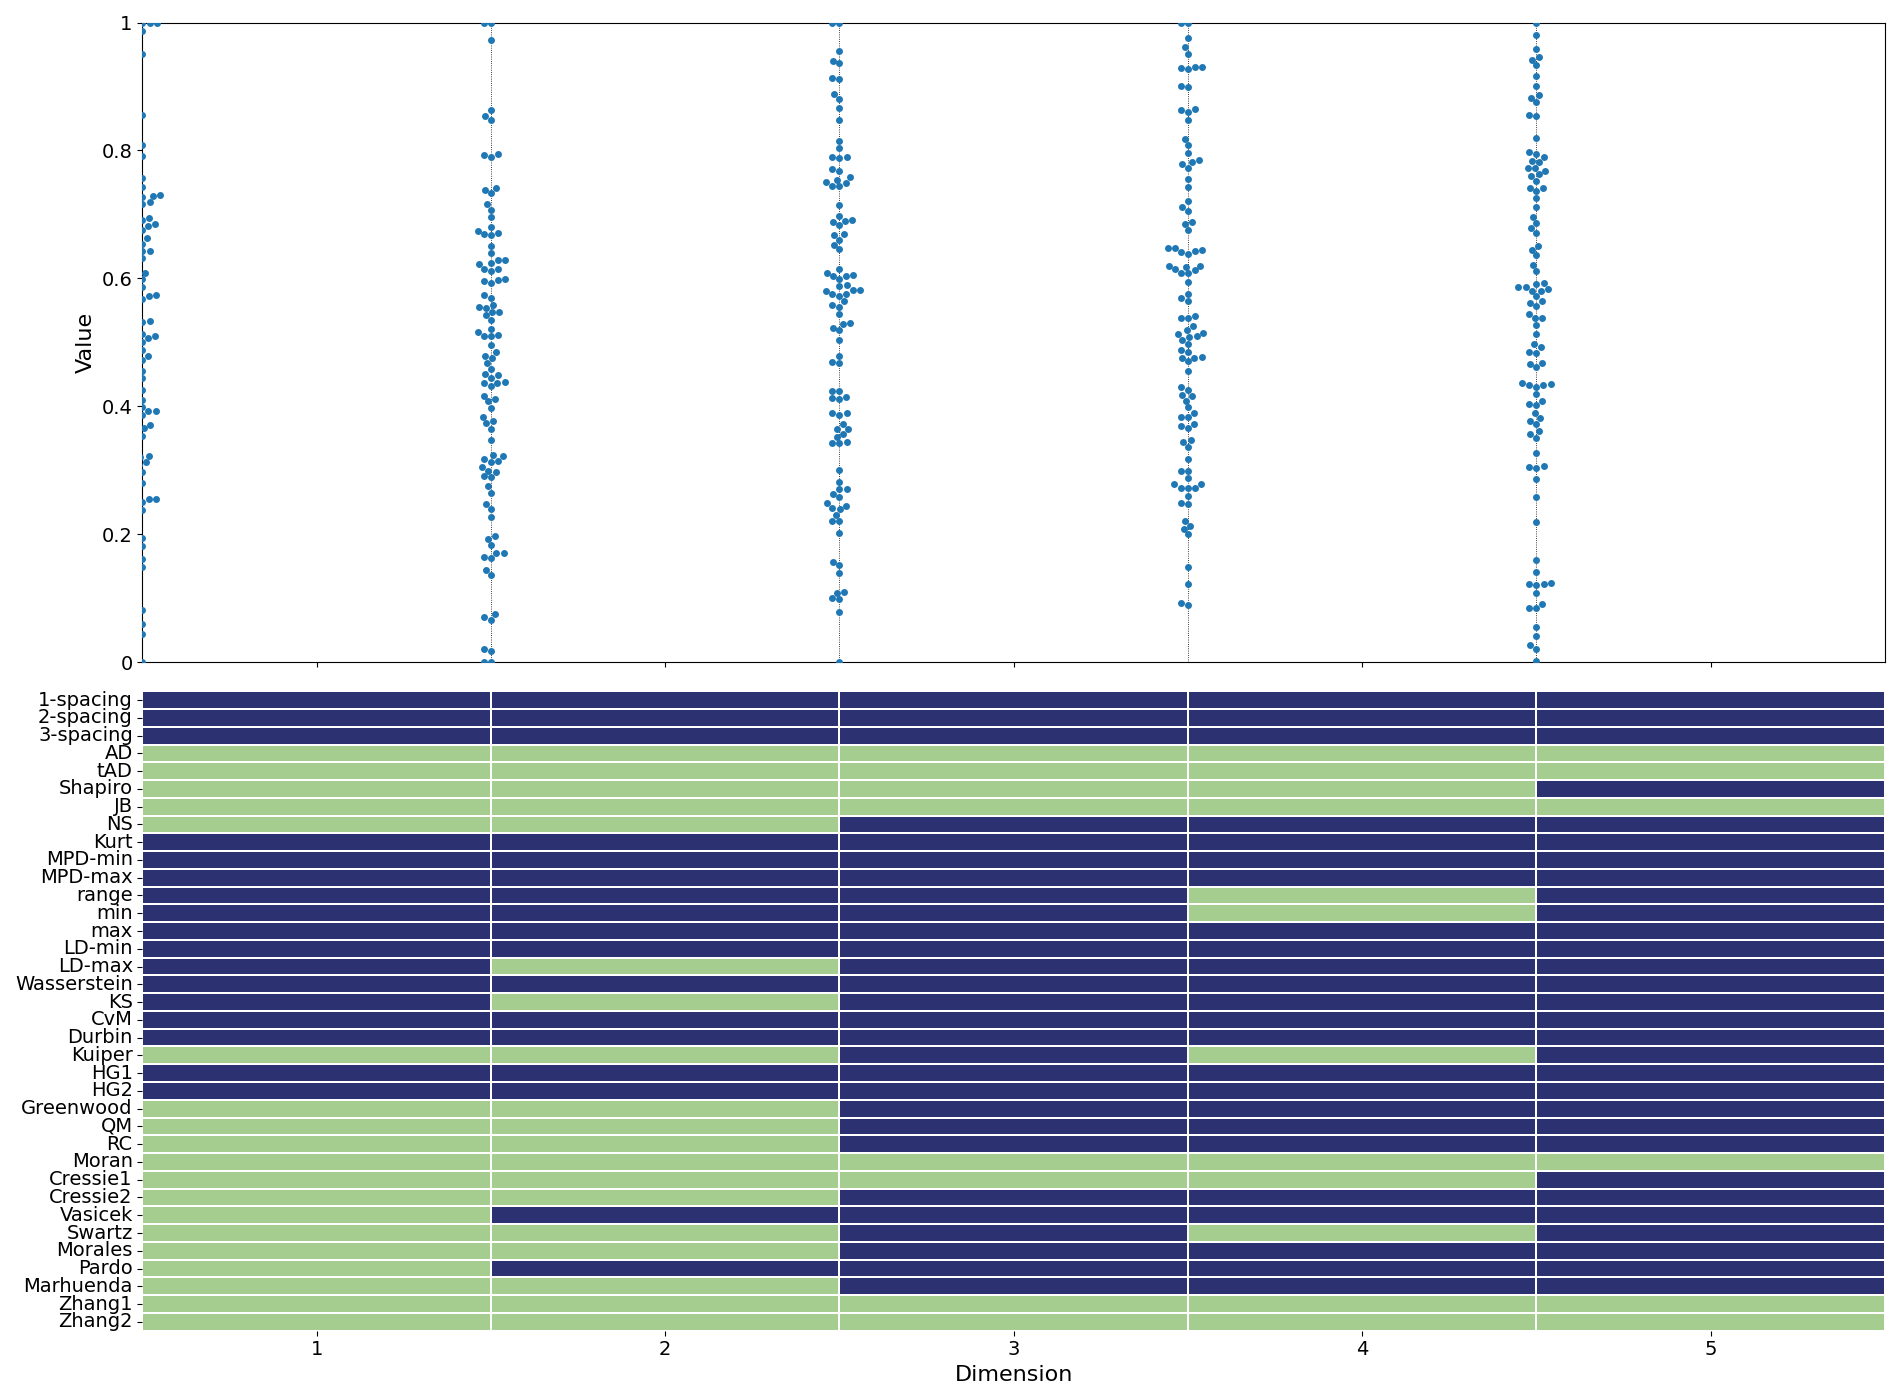 1
0.8
0.6
0.4
0.2
0
Value
1-spacing
2-spacing
3-spacing
AD
tAD
Shapiro
JB
NS
Kurt
MPD-min
MPD-max
range
min
max
LD-min
LD-max
Wasserstein
KS
CvM
Durbin
Kuiper
HG1
HG2
Greenwood
QM
RC
Moran
Cressie1
Cressie2
Vasicek
Swartz
Morales
Pardo
Marhuenda
Zhang1
Zhang2
1 2 3 4 5
Dimension